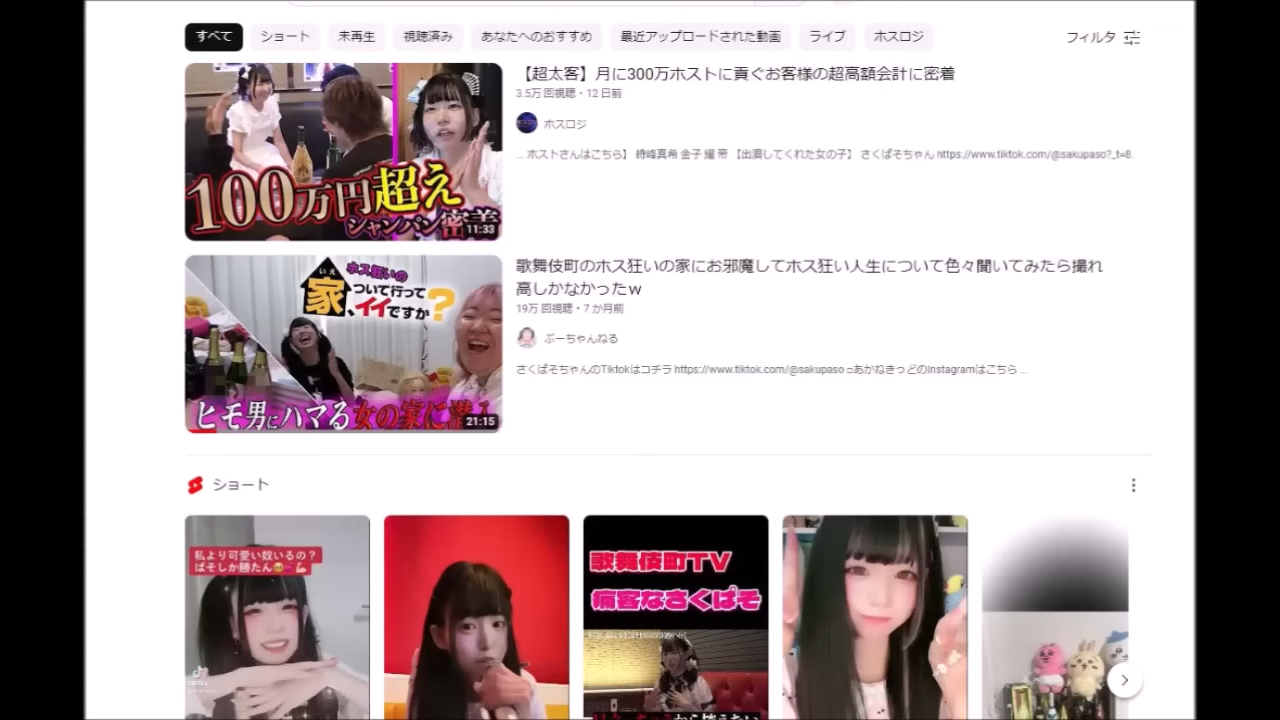 すべて
ショート
未再生
視聴済み
あなたへのおすすめ
最近アップロードされた動画
ライブ
ホスロジ
フィルタ
【超太客】月に300万ホストに貢ぐお客様の超高額会計に密着
3.5万 回視聴・12 日前
ホスロジ
...ホストさんはこちら】 時峰真希 金子 耀 帝 【出演してくれた女の子】 さくぱそちゃん https://www.tiktok.com/@sakupaso?_t=8.
100万円超え
シャンパン密着
11:33
歌舞伎町のホス狂いの家にお邪魔してホス狂い人生について色々聞いてみたら撮れ
高しかなかったｗ
19万 回視聴・7 か月前
ぶーちゃんねる
さくぱそちゃんのTiktokはコチラ https://www.tiktok.com/@sakupaso □あかねきっどのInstagramはこちら ...
ホス狂いの
いえ
家、ついて行って
イイですか?
ヒモ男にハマる女の家に潜入
21:15
ショート
私より可愛い奴いるの？
ぱそしか勝たん🥹💪
歌舞伎町TV
痛客なさくぱそ